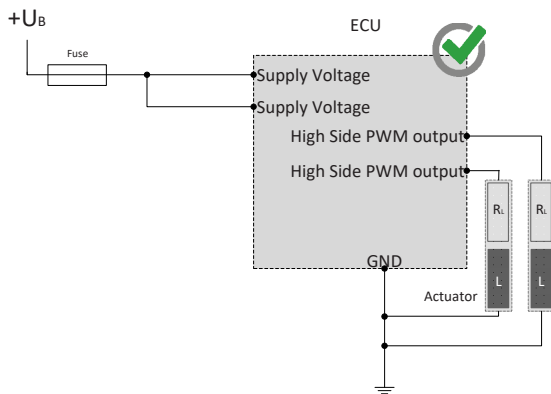 +UB
ECU
Fuse
Supply Voltage
Supply Voltage
High Side PWM output
High Side PWM output
RL
RL
GND
Actuator
L
L